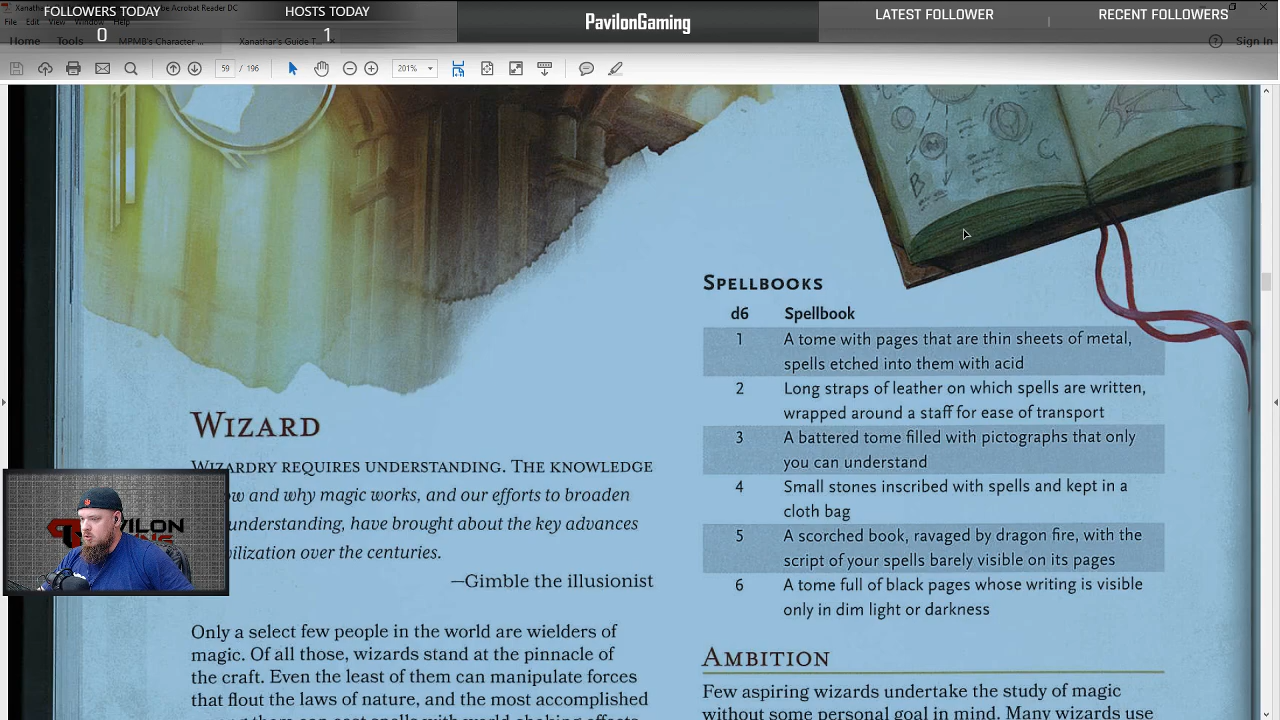 FOLLOWERS TODAY
0
HOSTS TODAY
1
PavilonGaming
LATEST FOLLOWER
RECENT FOLLOWERS
Home
Tools
MPMB's Character ...
Xanathar's Guide T...
Sign In
59 / 196
201%
SPELLBOOKS
d6 Spellbook
1 A tome with pages that are thin sheets of metal,
spells etched into them with acid
2 Long straps of leather on which spells are written,
wrapped around a staff for ease of transport
3 A battered tome filled with pictographs that only
you can understand
4 Small stones inscribed with spells and kept in a
cloth bag
5 A scorched book, ravaged by dragon fire, with the
script of your spells barely visible on its pages
6 A tome full of black pages whose writing is visible
only in dim light or darkness
AMBITION
Few aspiring wizards undertake the study of magic
without some personal goal in mind. Many wizards use
WIZARD
WIZARDRY REQUIRES UNDERSTANDING. THE KNOWLEDGE
and why magic works, and our efforts to broaden
understanding, have brought about the key advances
over the centuries.
—Gimble the illusionist
Only a select few people in the world are wielders of
magic. Of all those, wizards stand at the pinnacle of
the craft. Even the least of them can manipulate forces
that flout the laws of nature, and the most accomplished